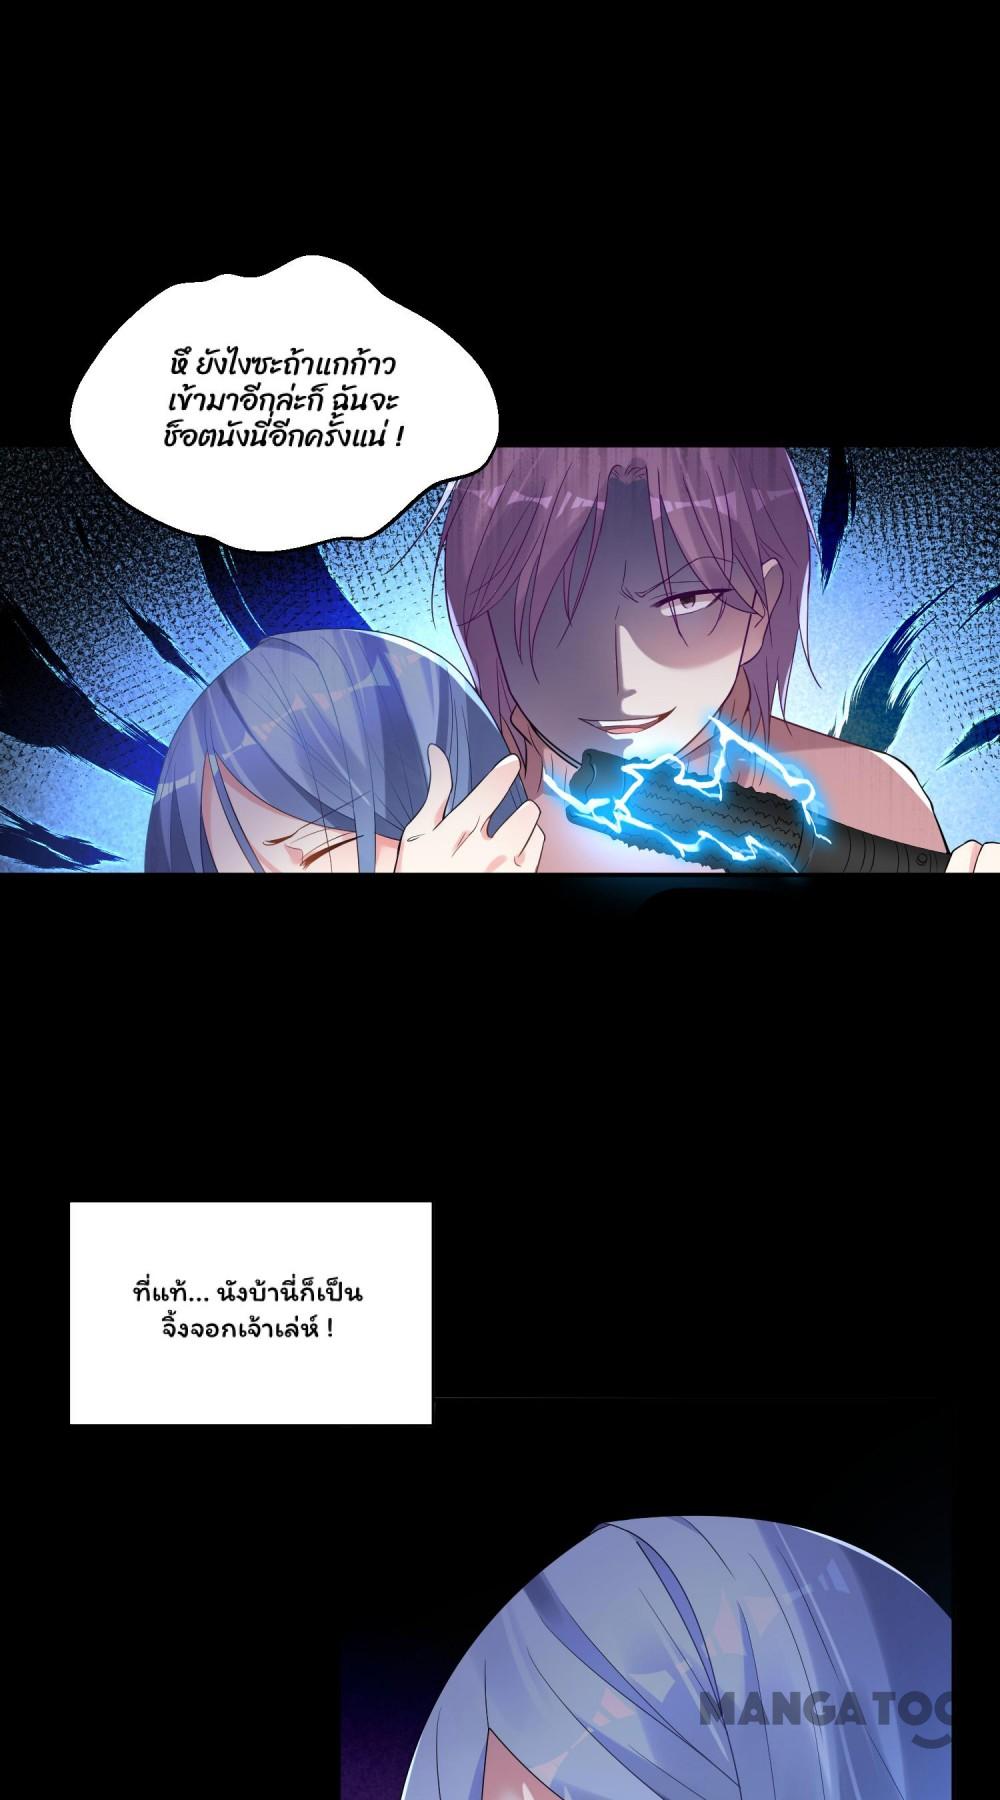 หึ ยังไงซะถ้าแกก้าว
เข้ามาอีกล่ะก็ ฉันจะ
ช็อตนังนี่อีกครั้งแน่ !
ที่แท้... นังบ้านี่ก็เป็น
จิ้งจอกเจ้าเล่ห์ !
MANGATOO